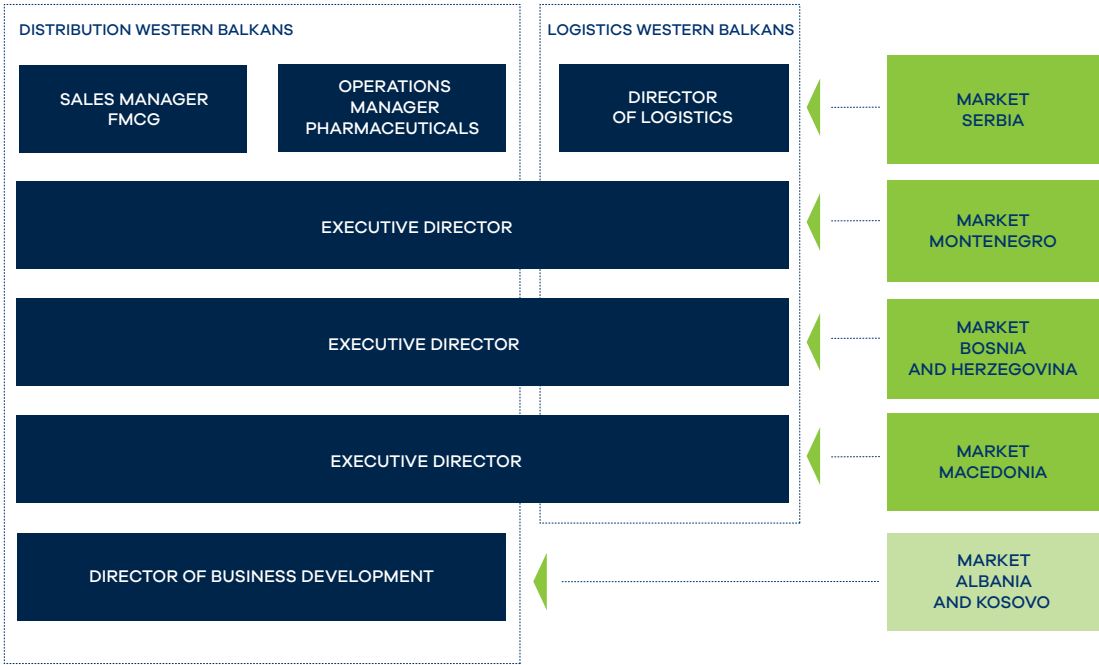 DISTRIBUTION WESTERN BALKANS
LOGISTICS WESTERN BALKANS
SALES MANAGER
FMCG
OPERATIONS
MANAGER
PHARMACEUTICALS
DIRECTOR
OF LOGISTICS
MARKET
SERBIA
EXECUTIVE DIRECTOR
MARKET
MONTENEGRO
EXECUTIVE DIRECTOR
MARKET
BOSNIA
AND HERZEGOVINA
EXECUTIVE DIRECTOR
MARKET
MACEDONIA
DIRECTOR OF BUSINESS DEVELOPMENT
MARKET
ALBANIA
AND KOSOVO